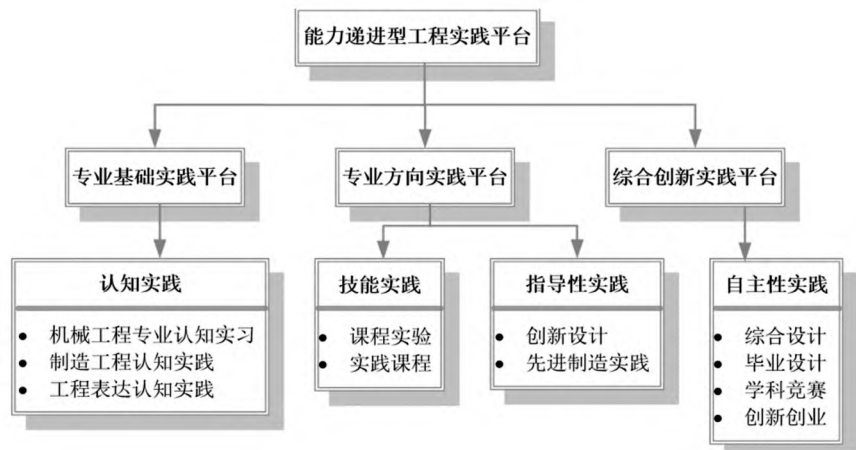 能力递进型工程实践平台
专业基础实践平台
专业方向实践平台
综合创新实践平台
认知实践
• 机械工程专业认知实习
• 制造工程认知实践
• 工程表达认知实践
技能实践
• 课程实验
• 实践课程
指导性实践
• 创新设计
• 先进制造实践
自主性实践
• 综合设计
• 毕业设计
• 学科竞赛
• 创新创业